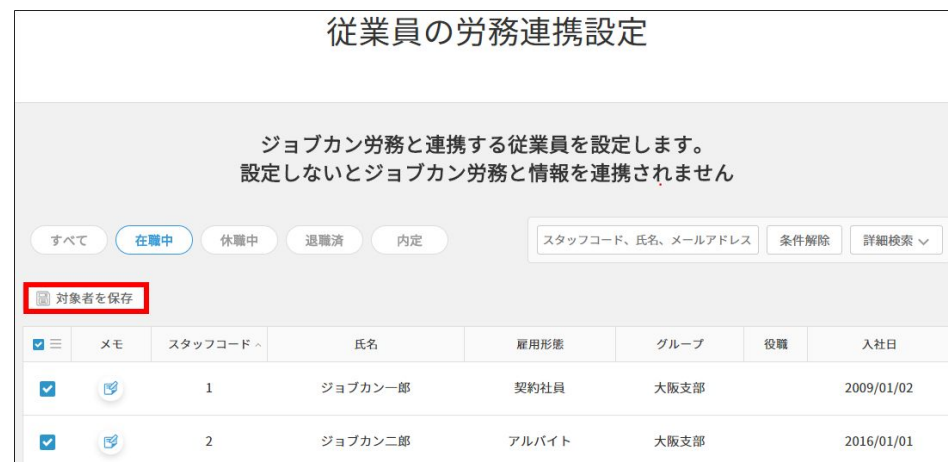 従業員の労務連携設定
ジョブカン労務と連携する従業員を設定します。
設定しないとジョブカン労務と情報を連携されません
すべて 在職中 休職中 退職済 内定 スタッフコード、氏名、メールアドレス 条件解除 詳細検索
対象者を保存
メモ スタッフコード 氏名 雇用形態 グループ 役職 入社日
1 ジョブカン一郎 契約社員 大阪支部 2009/01/02
2 ジョブカン二郎 アルバイト 大阪支部 2016/01/01